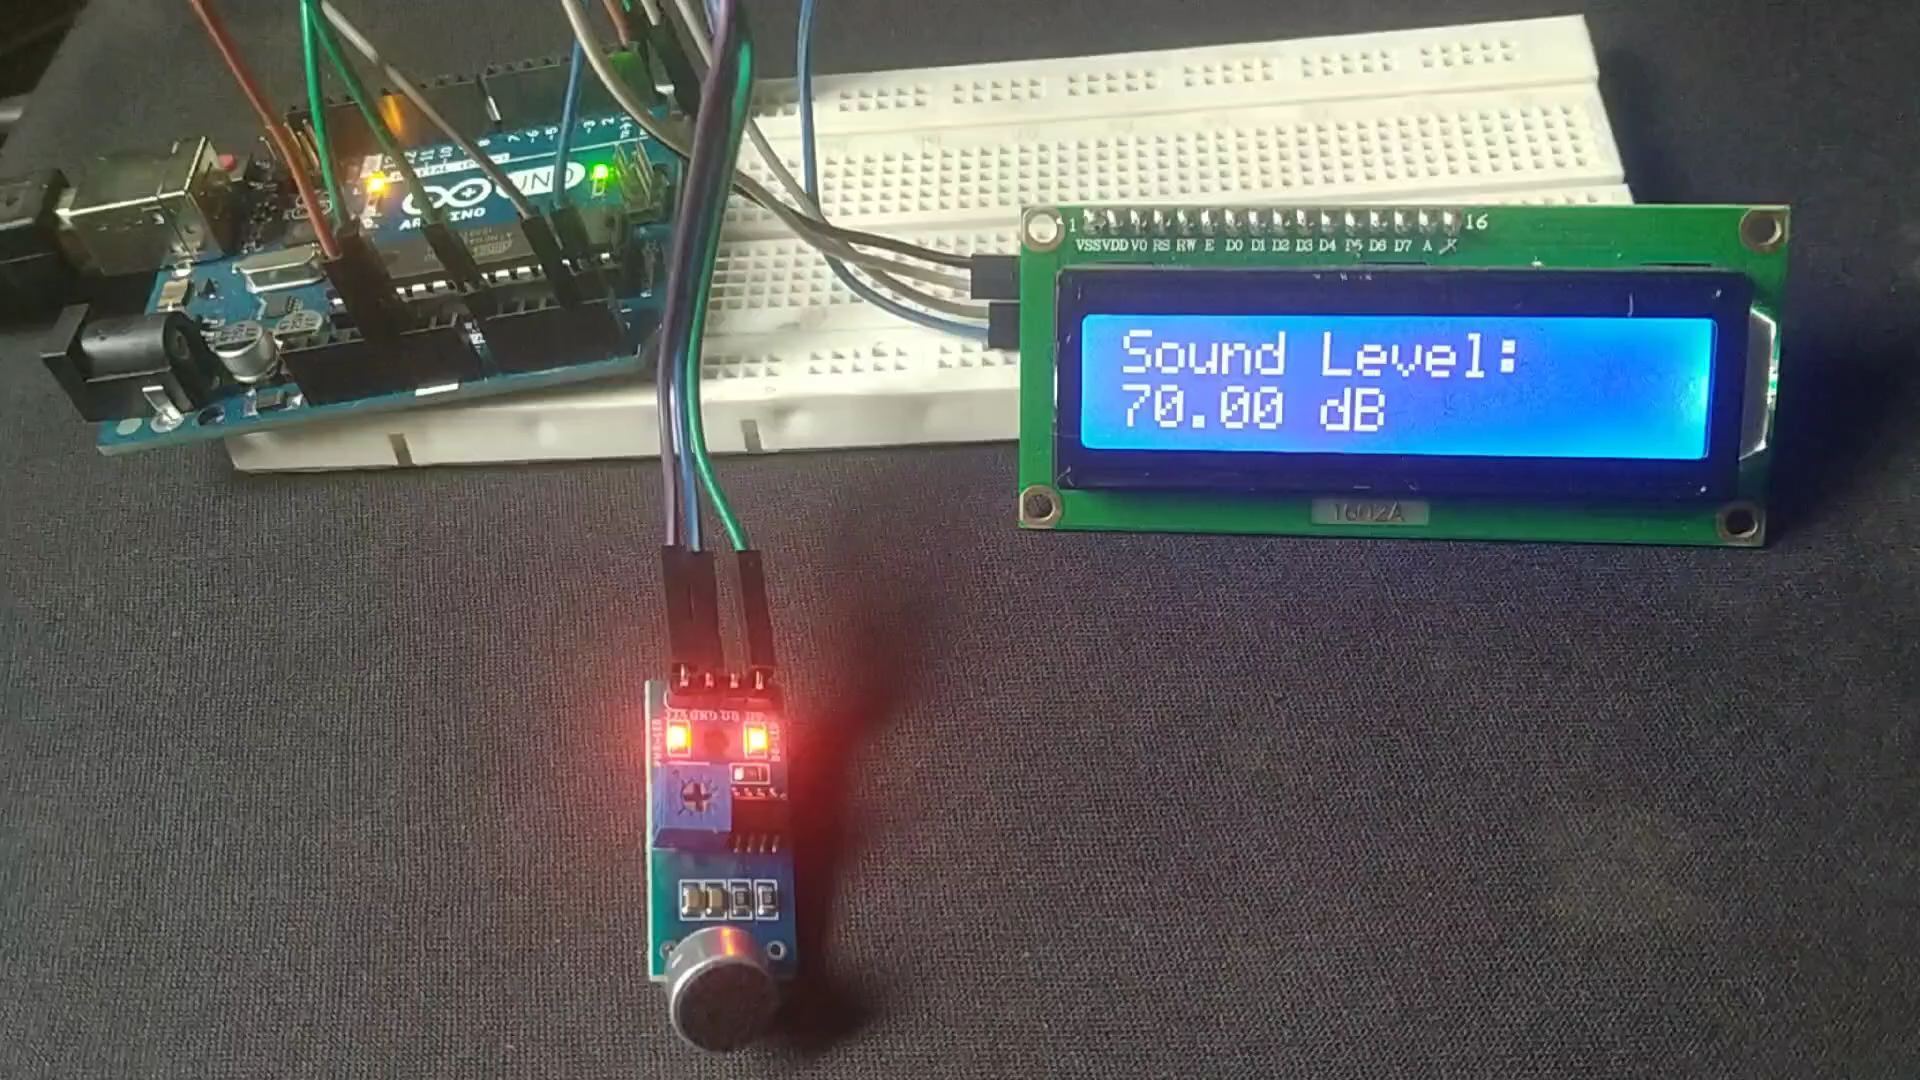 UNO
ARDUINO
1
16
VSS VDD V0 RS RW E D0 D1 D2 D3 D4 D5 D6 D7 A K
Sound Level:
70.00 dB
1602A